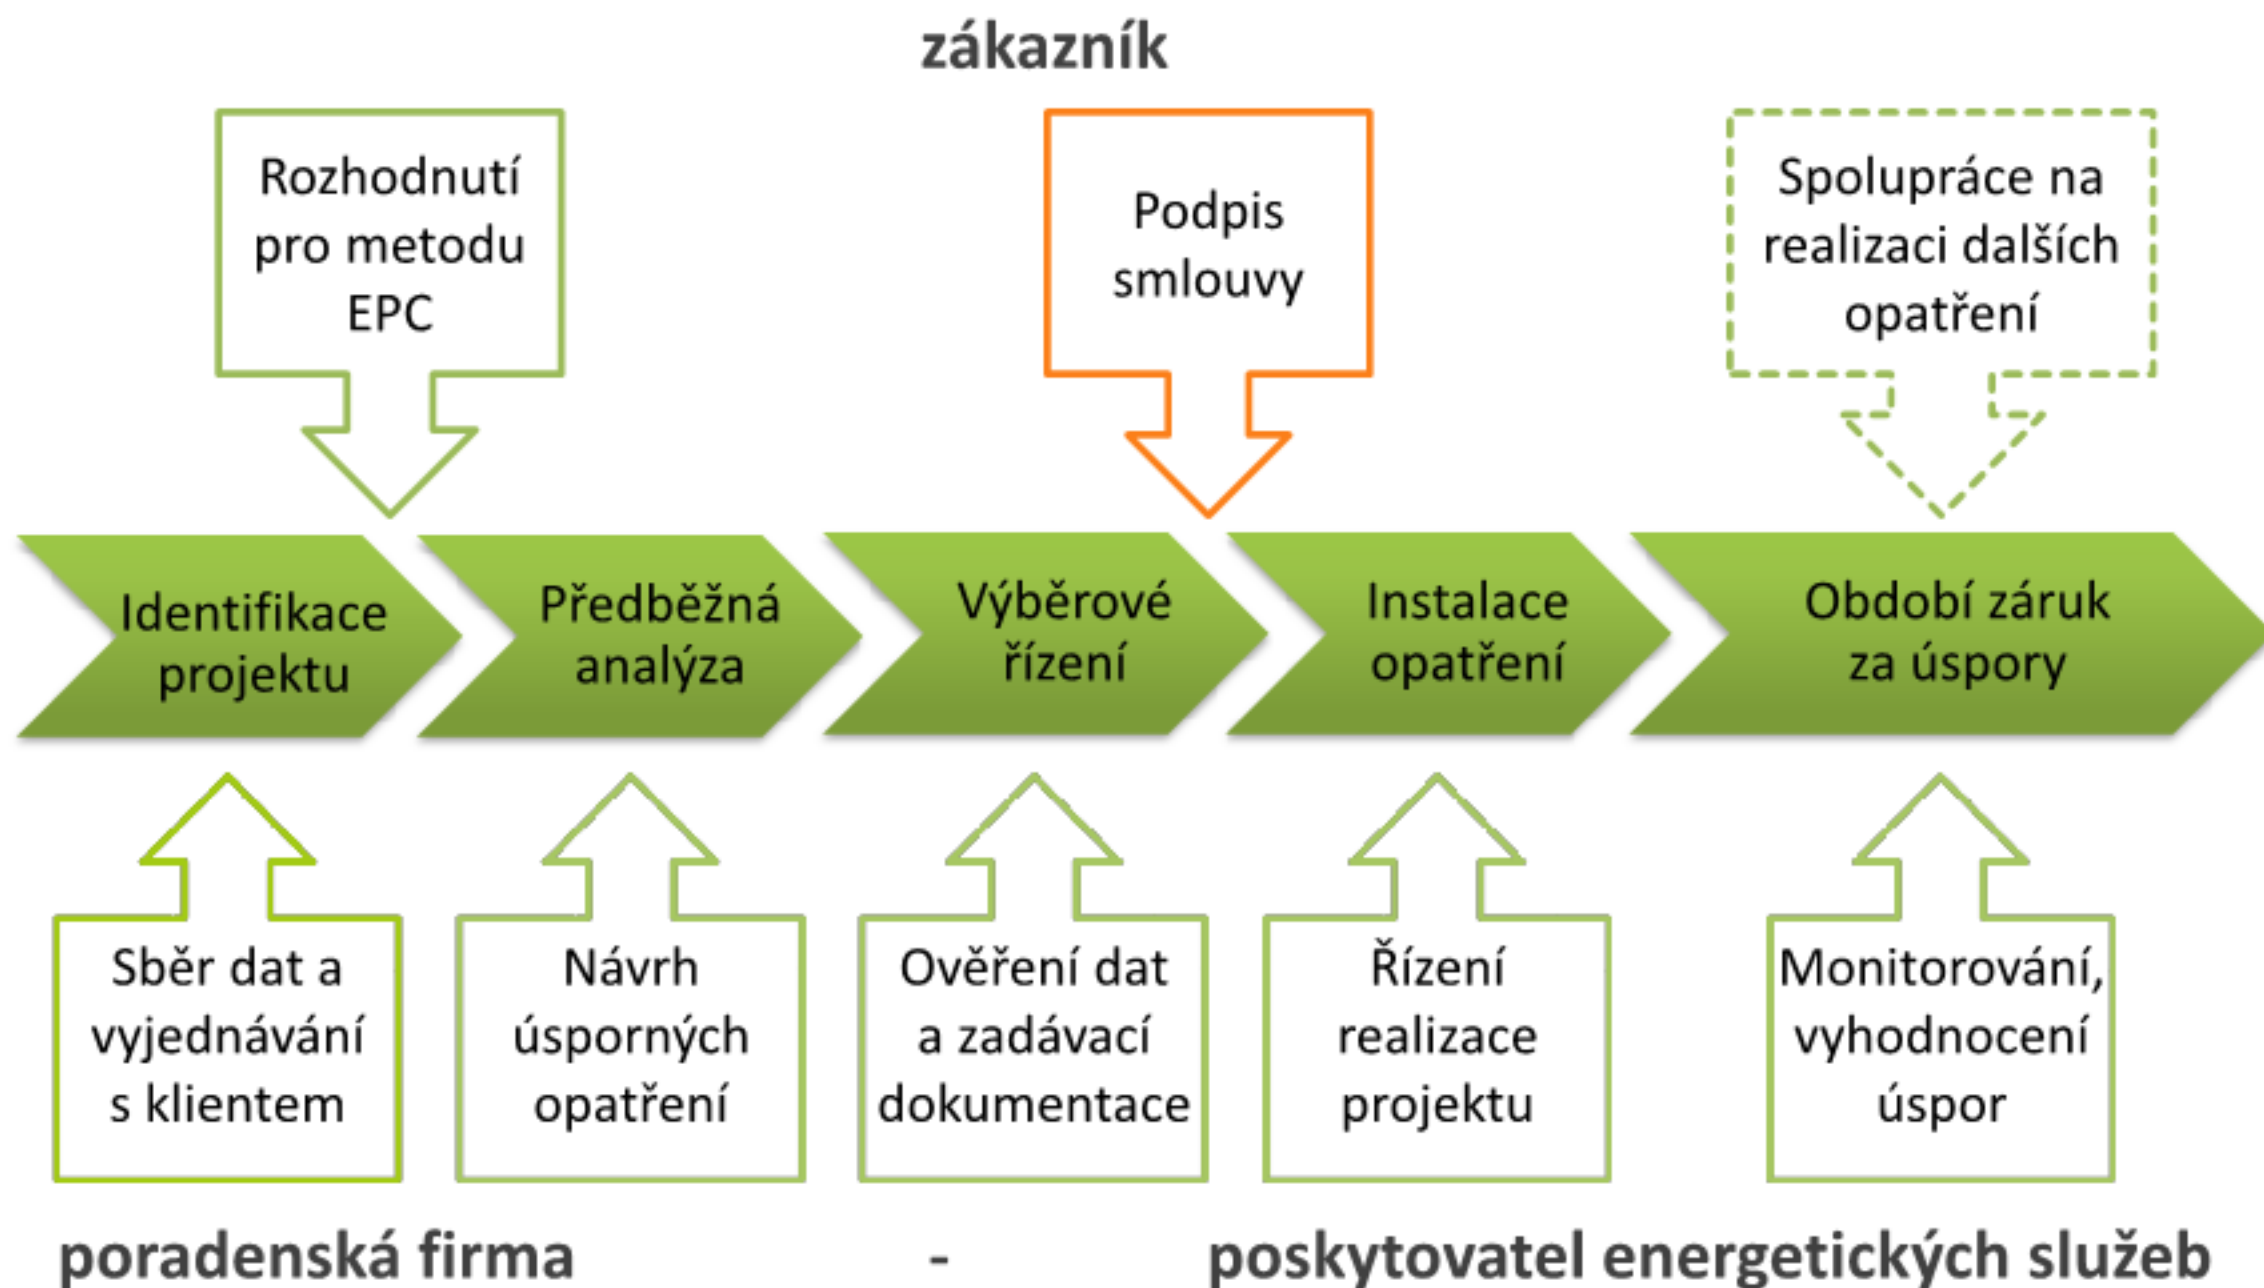 zákazník
Rozhodnutí
pro metodu
EPC
Podpis
smlouvy
Spolupráce na
realizaci dalších
opatření
Identifikace
projektu
Předběžná
analýza
Výběrové
řízení
Instalace
opatření
Období záruk
za úspory
Sběr dat a
vyjednávání
s klientem
Návrh
úsporných
opatření
Ověření dat
a zadávací
dokumentace
Řízení
realizace
projektu
Monitorování,
vyhodnocení
úspor
poradenská firma - poskytovatel energetických služeb